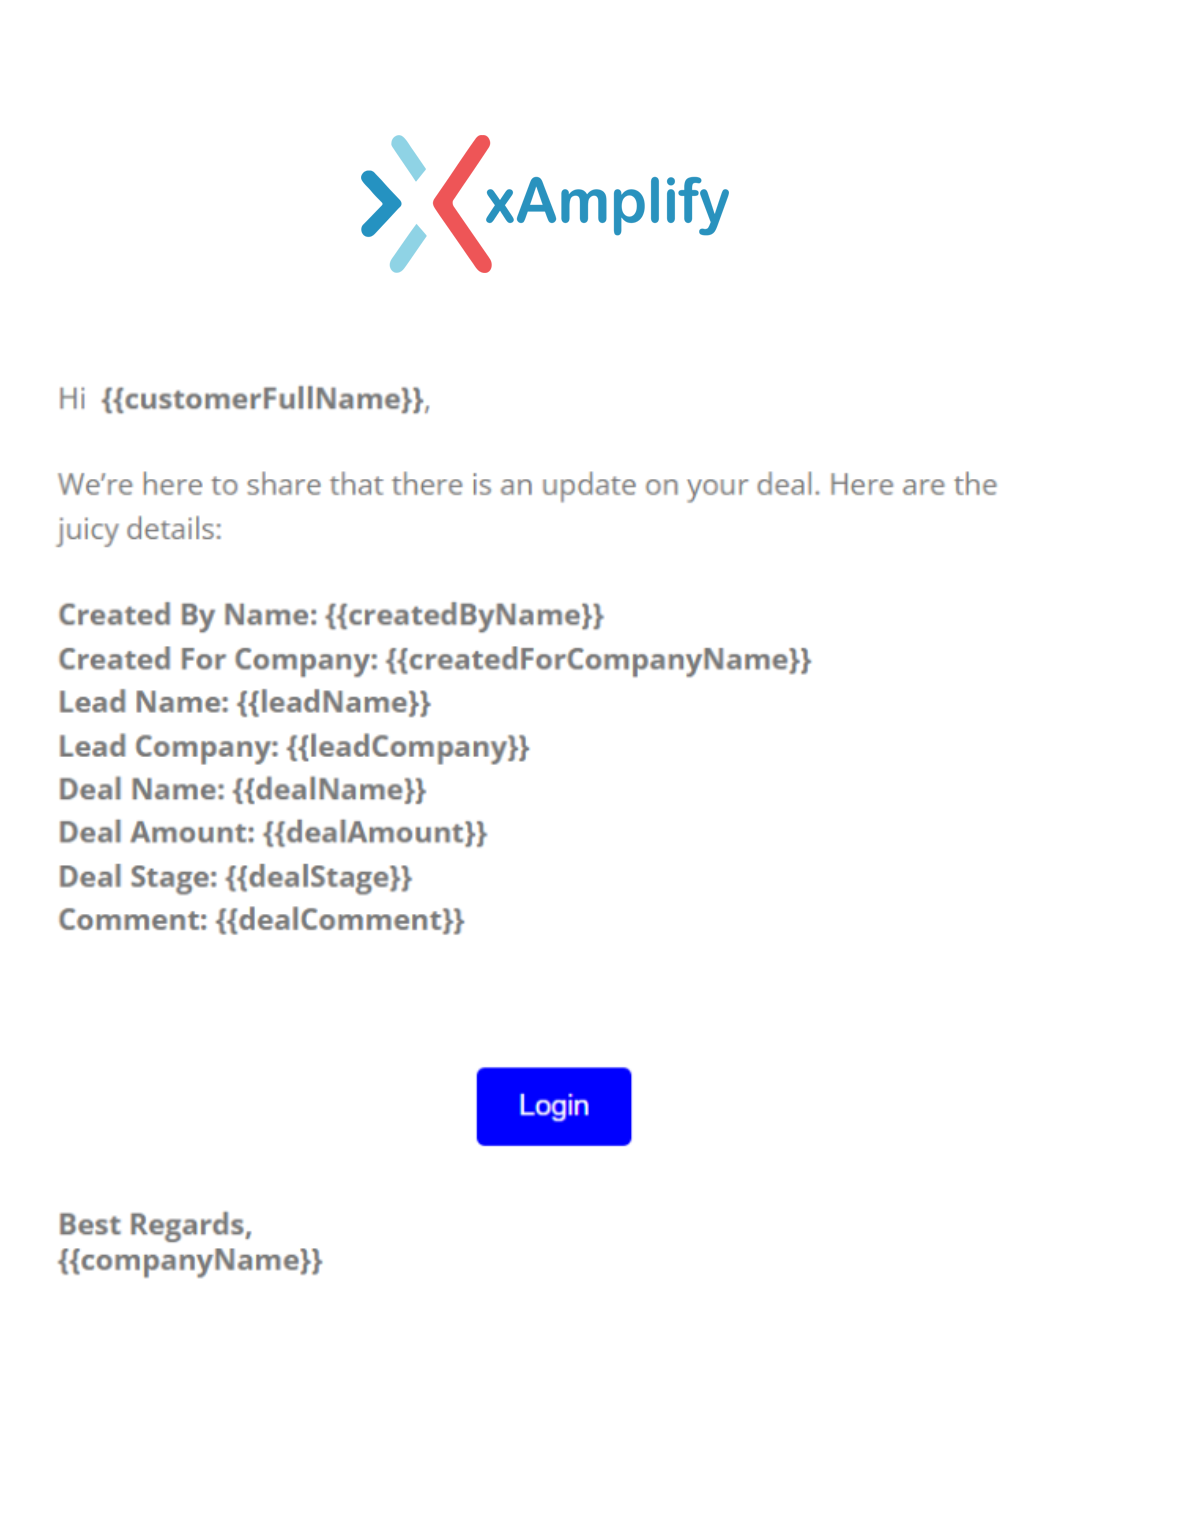 xAmplify
Hi {{customerFullName}},
We’re here to share that there is an update on your deal. Here are the
juicy details:
Created By Name: {{createdByName}}
Created For Company: {{createdForCompanyName}}
Lead Name: {{leadName}}
Lead Company: {{leadCompany}}
Deal Name: {{dealName}}
Deal Amount: {{dealAmount}}
Deal Stage: {{dealStage}}
Comment: {{dealComment}}
Login
Best Regards,
{{companyName}}